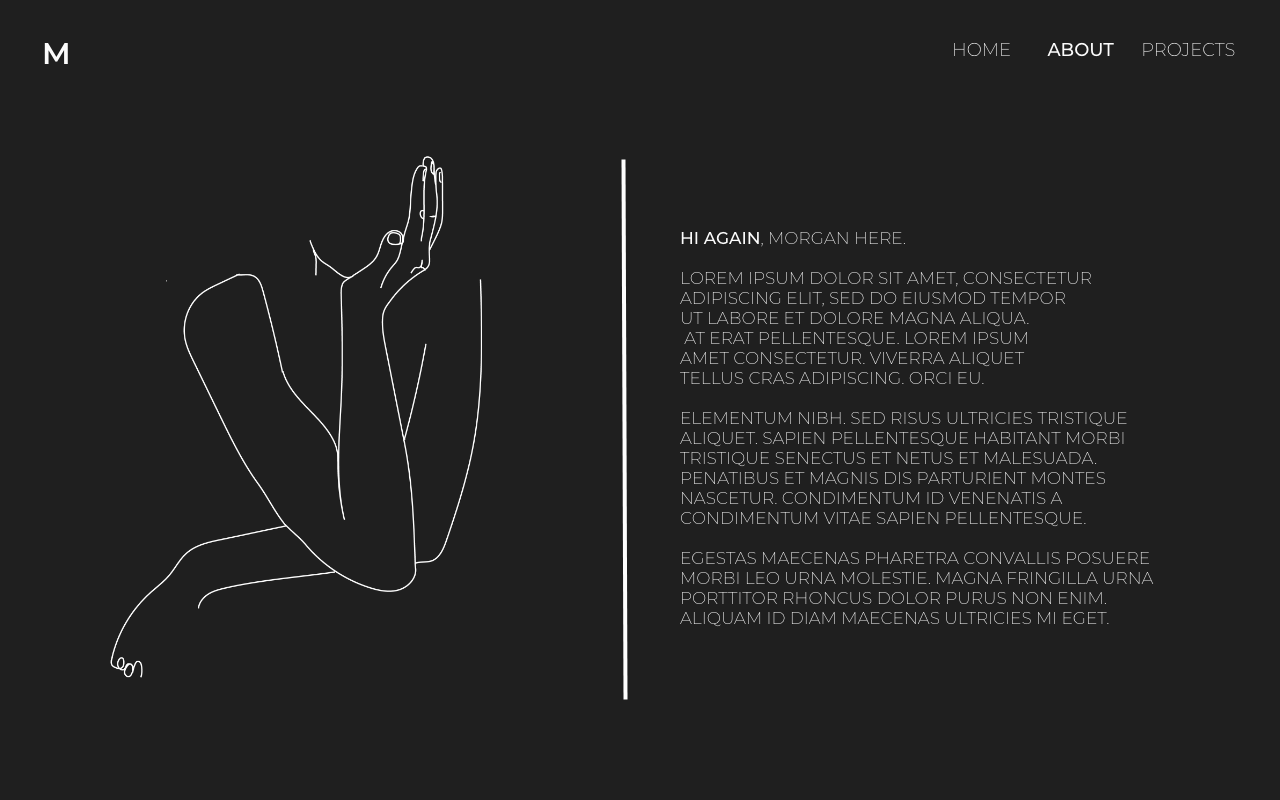 M
HOME ABOUT PROJECTS
HI AGAIN, MORGAN HERE.
LOREM IPSUM DOLOR SIT AMET, CONSECTETUR
ADIPISCING ELIT, SED DO EIUSMOD TEMPOR
UT LABORE ET DOLORE MAGNA ALIQUA.
AT ERAT PELLENTESQUE. LOREM IPSUM
AMET CONSECTETUR. VIVERRA ALIQUET
TELLUS CRAS ADIPISCING. ORCI EU.
ELEMENTUM NIBH. SED RISUS ULTRICIES TRISTIQUE
ALIQUET. SAPIEN PELLENTESQUE HABITANT MORBI
TRISTIQUE SENECTUS ET NETUS ET MALESUADA.
PENATIBUS ET MAGNIS DIS PARTURIENT MONTES
NASCETUR. CONDIMENTUM ID VENENATIS A
CONDIMENTUM VITAE SAPIEN PELLENTESQUE.
EGESTAS MAECENAS PHARETRA CONVALLIS POSUERE
MORBI LEO URNA MOLESTIE. MAGNA FRINGILLA URNA
PORTTITOR RHONCUS DOLOR PURUS NON ENIM.
ALIQUAM ID DIAM MAECENAS ULTRICIES MI EGET.